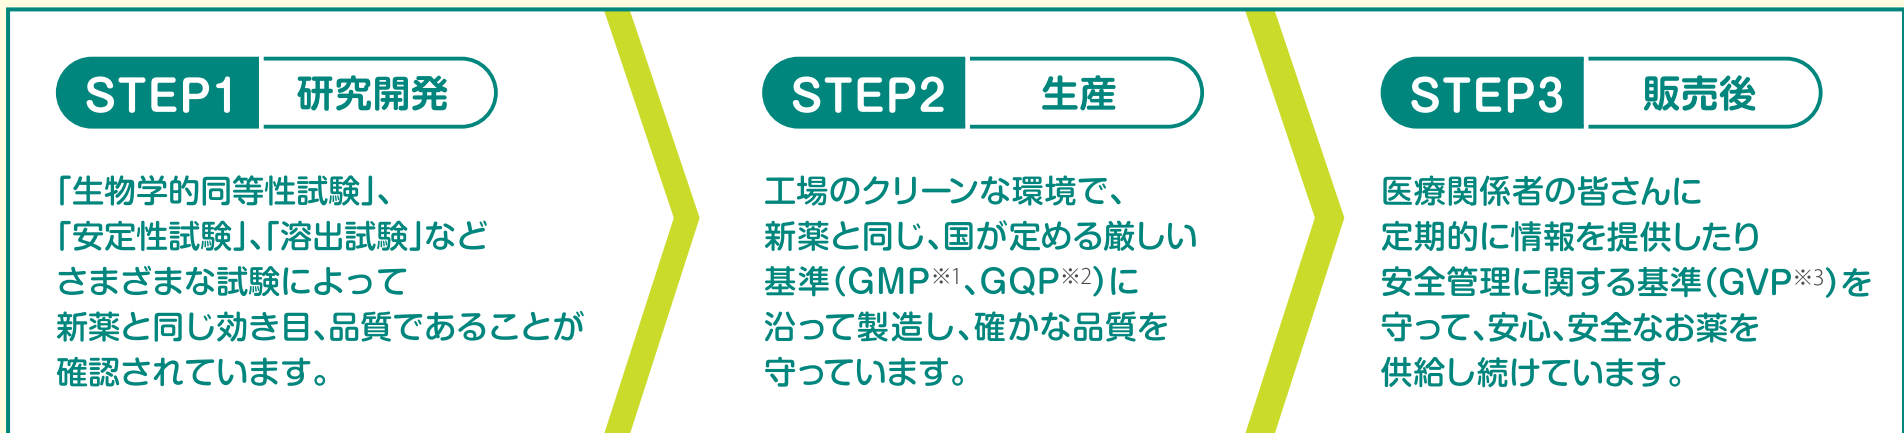 STEP1 研究開発
「生物学的同等性試験」、
「安定性試験」、「溶出試験」など
さまざまな試験によって
新薬と同じ効き目、品質であることが
確認されています。
STEP2 生産
工場のクリーンな環境で、
新薬と同じ、国が定める厳しい
基準(GMP※1、GQP※2)に
沿って製造し、確かな品質を
守っています。
STEP3 販売後
医療関係者の皆さんに
定期的に情報を提供したり
安全管理に関する基準(GVP※3)を
守って、安心、安全なお薬を
供給し続けています。